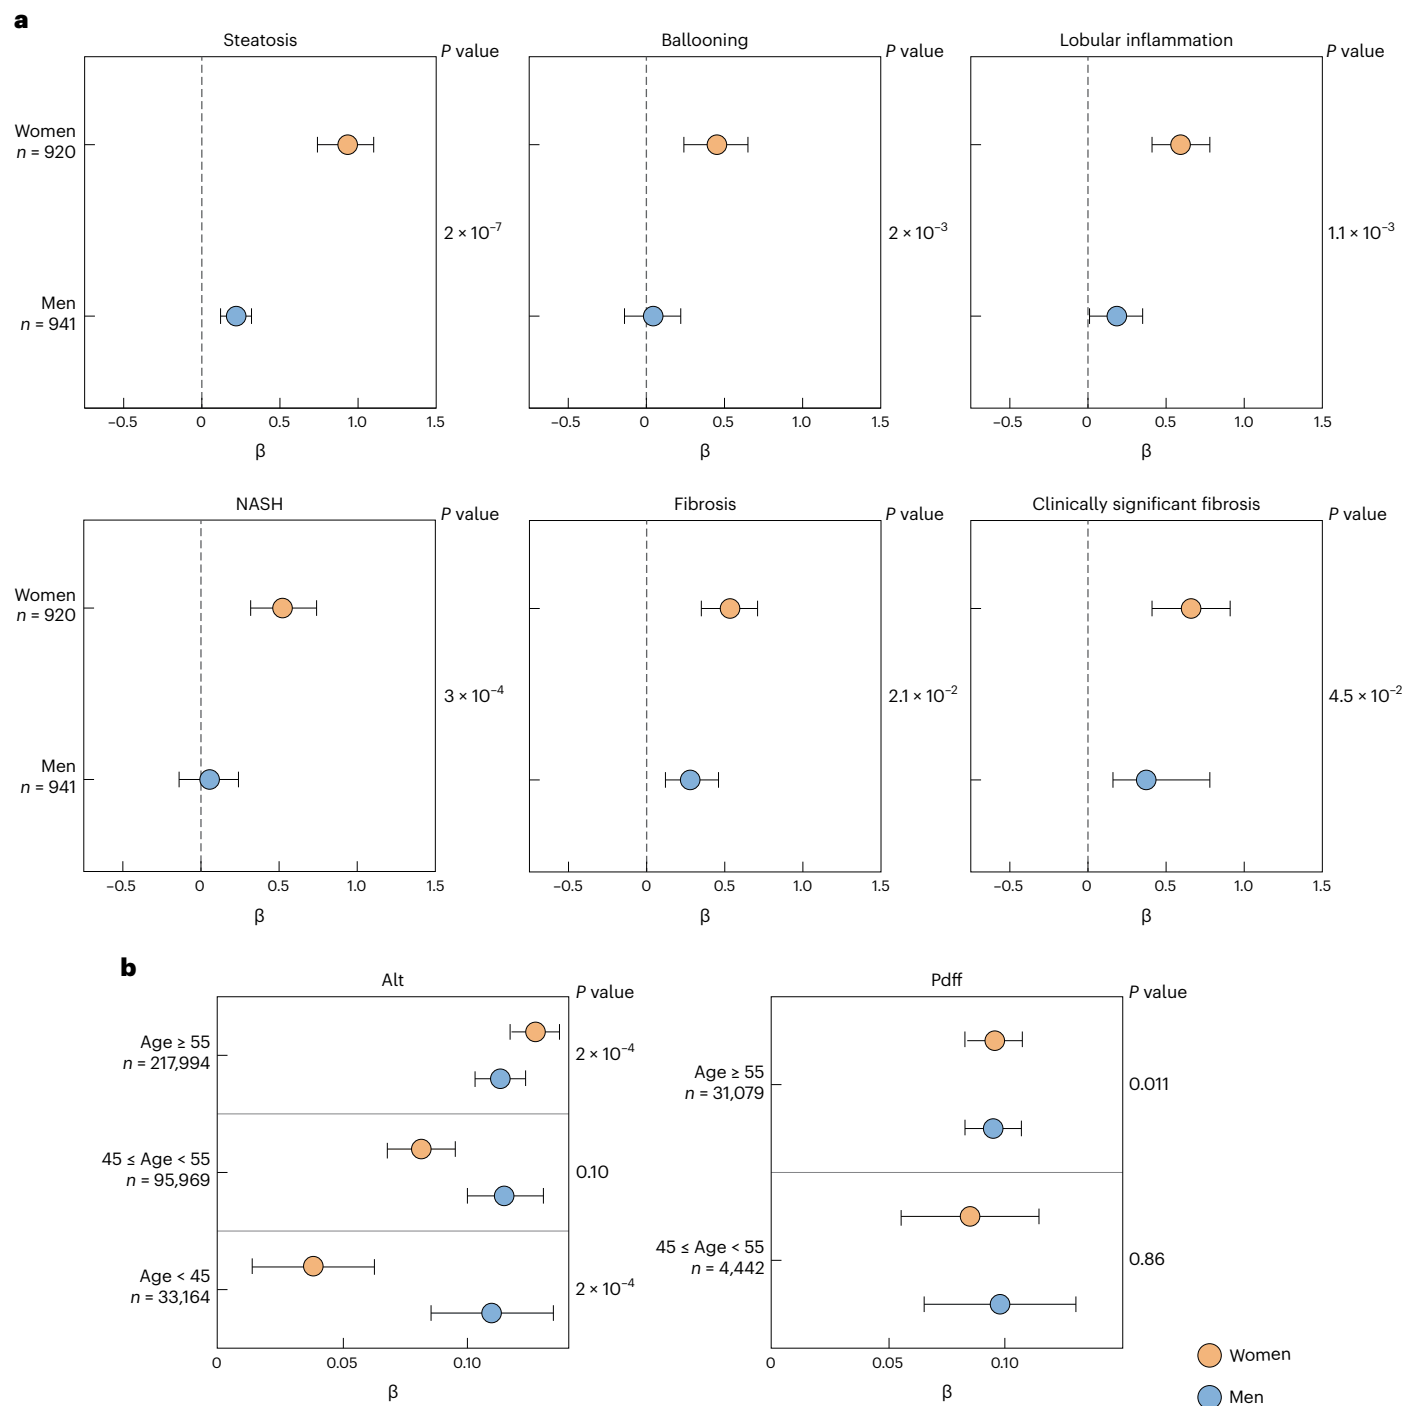 a
Steatosis
P value
Ballooning
P value
Lobular inflammation
P value
Women
n = 920
2 × 10⁻⁷
2 × 10⁻³
1.1 × 10⁻³
Men
n = 941
−0.5 0 0.5 1.0 1.5
−0.5 0 0.5 1.0 1.5
−0.5 0 0.5 1.0 1.5
β
β
β
NASH
P value
Fibrosis
P value
Clinically significant fibrosis
P value
Women
n = 920
3 × 10⁻⁴
2.1 × 10⁻²
4.5 × 10⁻²
Men
n = 941
−0.5 0 0.5 1.0 1.5
−0.5 0 0.5 1.0 1.5
−0.5 0 0.5 1.0 1.5
β
β
β
b
Alt
P value
Age ≥ 55
n = 217,994
2 × 10⁻⁴
45 ≤ Age < 55
n = 95,969
0.10
Age < 45
n = 33,164
2 × 10⁻⁴
0 0.05 0.10
β
Pdff
P value
Age ≥ 55
n = 31,079
0.011
45 ≤ Age < 55
n = 4,442
0.86
0 0.05 0.10
β
Women
Men